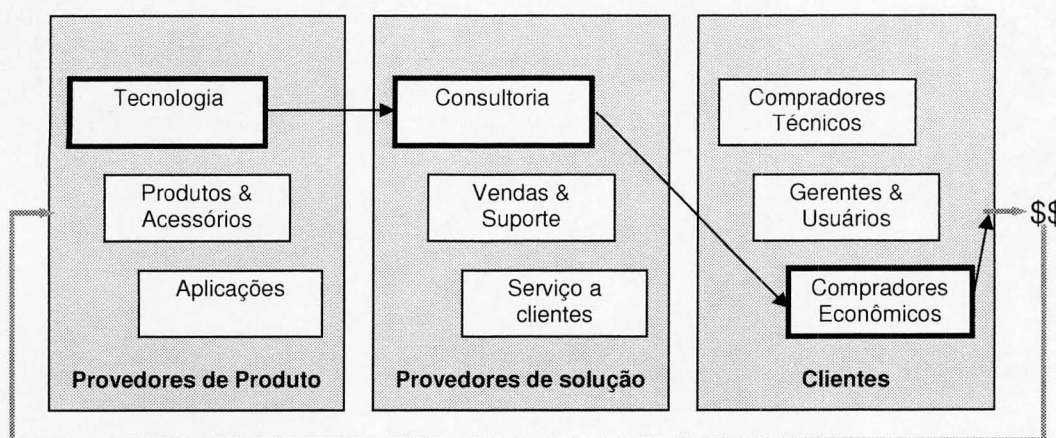 Tecnologia
Produtos &
Acessórios
Aplicações
Provedores de Produto
Consultoria
Vendas &
Suporte
Serviço a
clientes
Provedores de solução
Compradores
Técnicos
Gerentes &
Usuários
Compradores
Econômicos
Clientes
$$